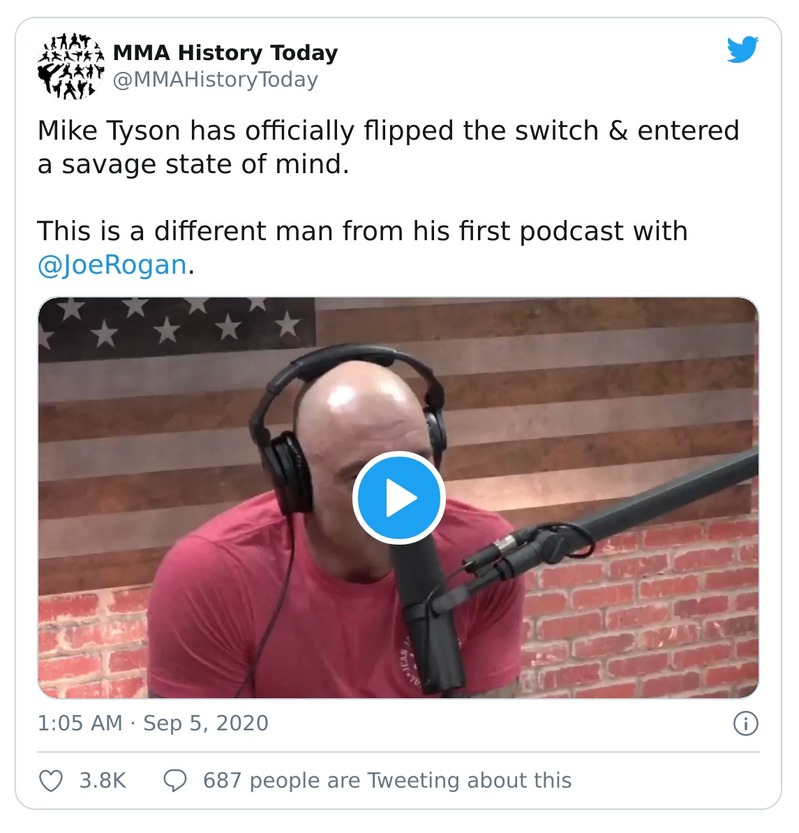 MMA History Today
@MMAHistoryToday
Mike Tyson has officially flipped the switch & entered
a savage state of mind.
This is a different man from his first podcast with
@JoeRogan.
1:05 AM · Sep 5, 2020
3.8K
687 people are Tweeting about this